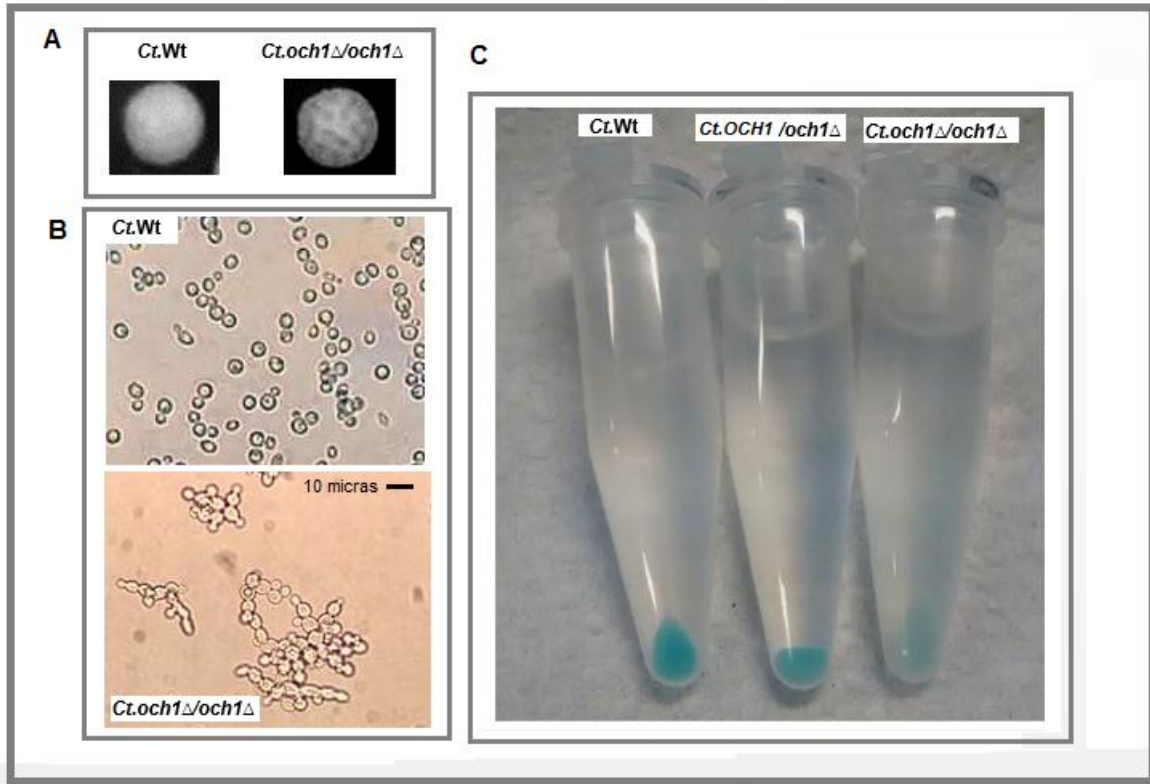 A
Ct.Wt
Ct.och1Δ/och1Δ
B
Ct.Wt
10 micras
Ct.och1Δ/och1Δ
C
Ct.Wt
Ct.OCH1 /och1Δ
Ct.och1Δ/och1Δ